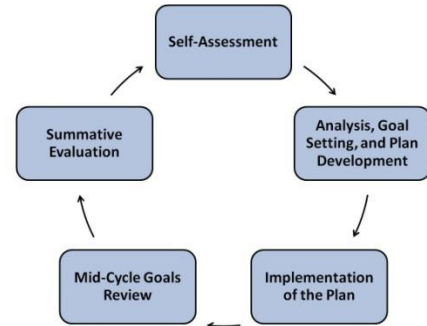 Self-Assessment
Analysis, Goal
Setting, and Plan
Development
Implementation
of the Plan
Mid-Cycle Goals
Review
Summative
Evaluation